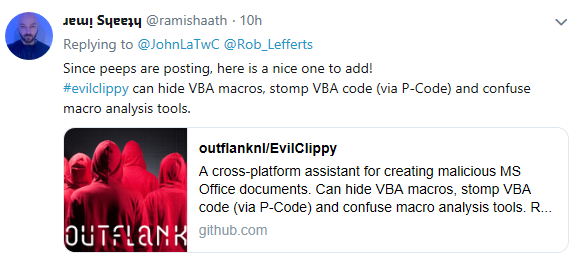 ɹɐɯı Sɥɐɐʇɥ @ramishaath · 10h
Replying to @JohnLaTwC @Rob_Lefferts
Since peeps are posting, here is a nice one to add!
#evilclippy can hide VBA macros, stomp VBA code (via P-Code) and confuse
macro analysis tools.
OUTFLANK
outflanknl/EvilClippy
A cross-platform assistant for creating malicious MS
Office documents. Can hide VBA macros, stomp VBA
code (via P-Code) and confuse macro analysis tools. R...
github.com